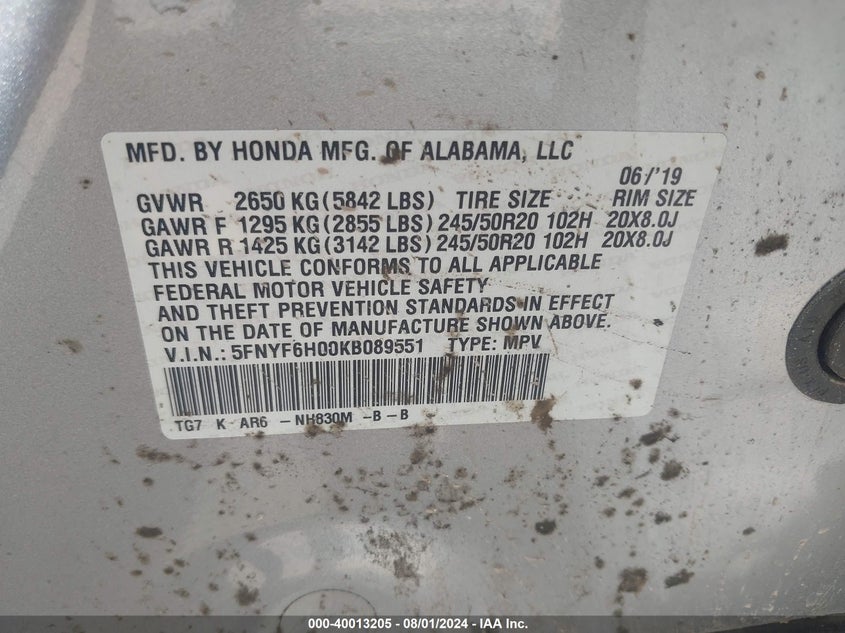 MFD. BY HONDA MFG. OF ALABAMA, LLC
06/'19
GVWR 2650 KG(5842 LBS) TIRE SIZE RIM SIZE
GAWR F 1295 KG(2855 LBS)245/50R20 102H 20X8.0J
GAWR R 1425 KG(3142 LBS)245/50R20 102H 20X8.0J
THIS VEHICLE CONFORMS TO ALL APPLICABLE
FEDERAL MOTOR VEHICLE SAFETY
AND THEFT PREVENTION STANDARDS IN EFFECT
ON THE DATE OF MANUFACTURE SHOWN ABOVE.
V.I.N.: 5FNYF6H00KB089551 TYPE: MPV
TG7 K AR6 -NH830M -B-B
000-40013205 - 08/01/2024 - IAA Inc.